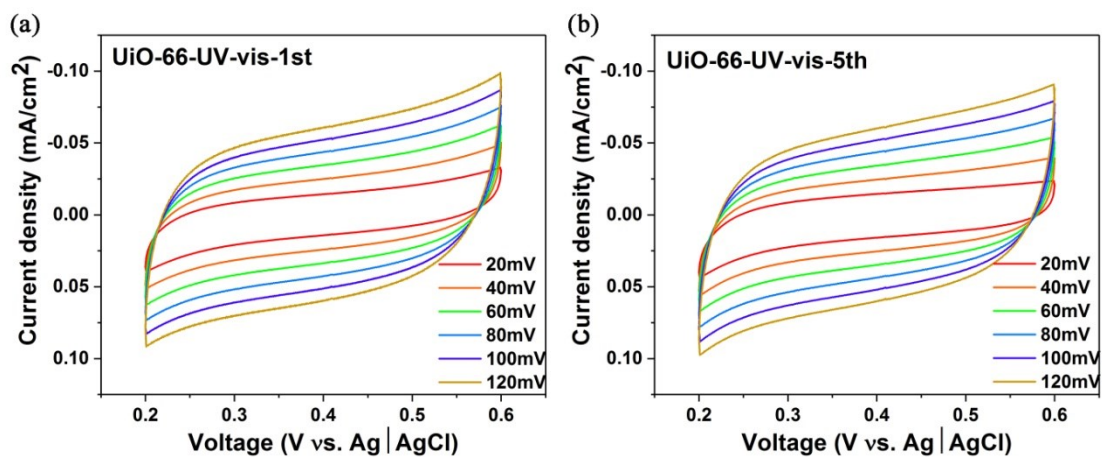 (a)
UiO-66-UV-vis-1st
Current density (mA/cm²)
-0.10
-0.05
0.00
0.05
0.10
20mV
40mV
60mV
80mV
100mV
120mV
0.2
0.3
0.4
0.5
0.6
Voltage (V vs. Ag|AgCl)
(b)
UiO-66-UV-vis-5th
Current density (mA/cm²)
-0.10
-0.05
0.00
0.05
0.10
20mV
40mV
60mV
80mV
100mV
120mV
0.2
0.3
0.4
0.5
0.6
Voltage (V vs. Ag|AgCl)